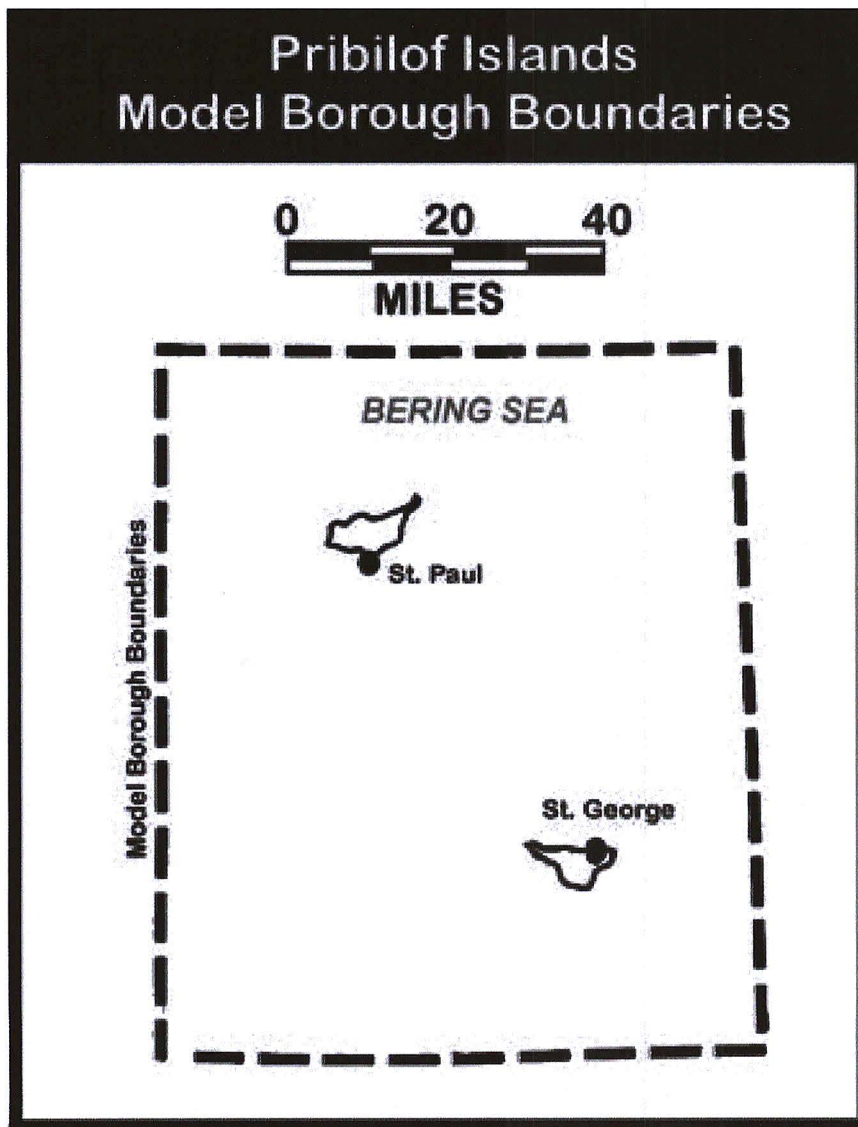 Pribilof Islands
Model Borough Boundaries
0 20 40
MILES
BERING SEA
Model Borough Boundaries
St. Paul
St. George